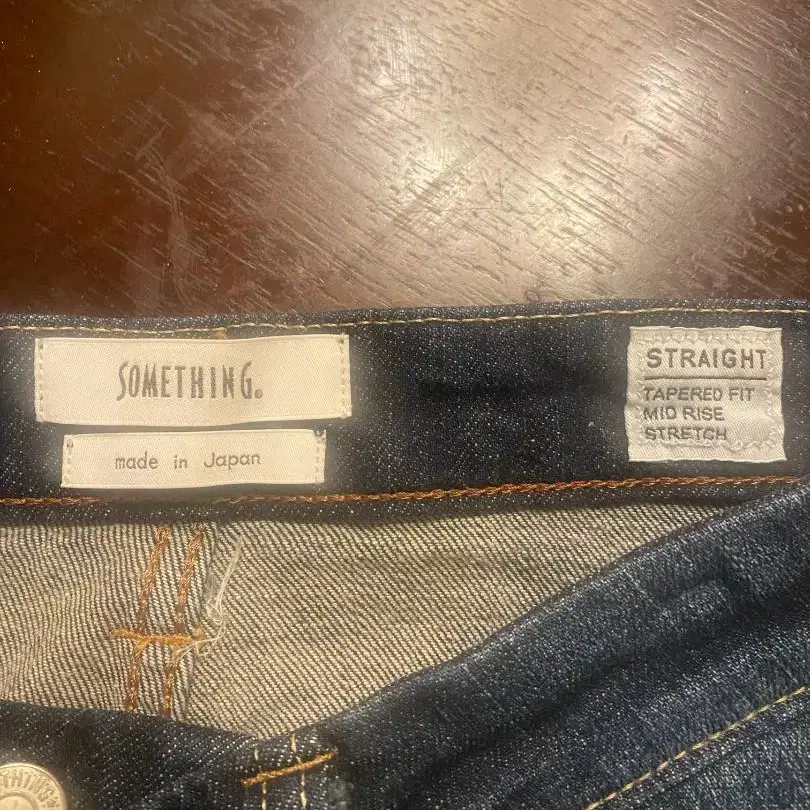 SOMETHING®
made in Japan
STRAIGHT
TAPERED FIT
MID RISE
STRETCH